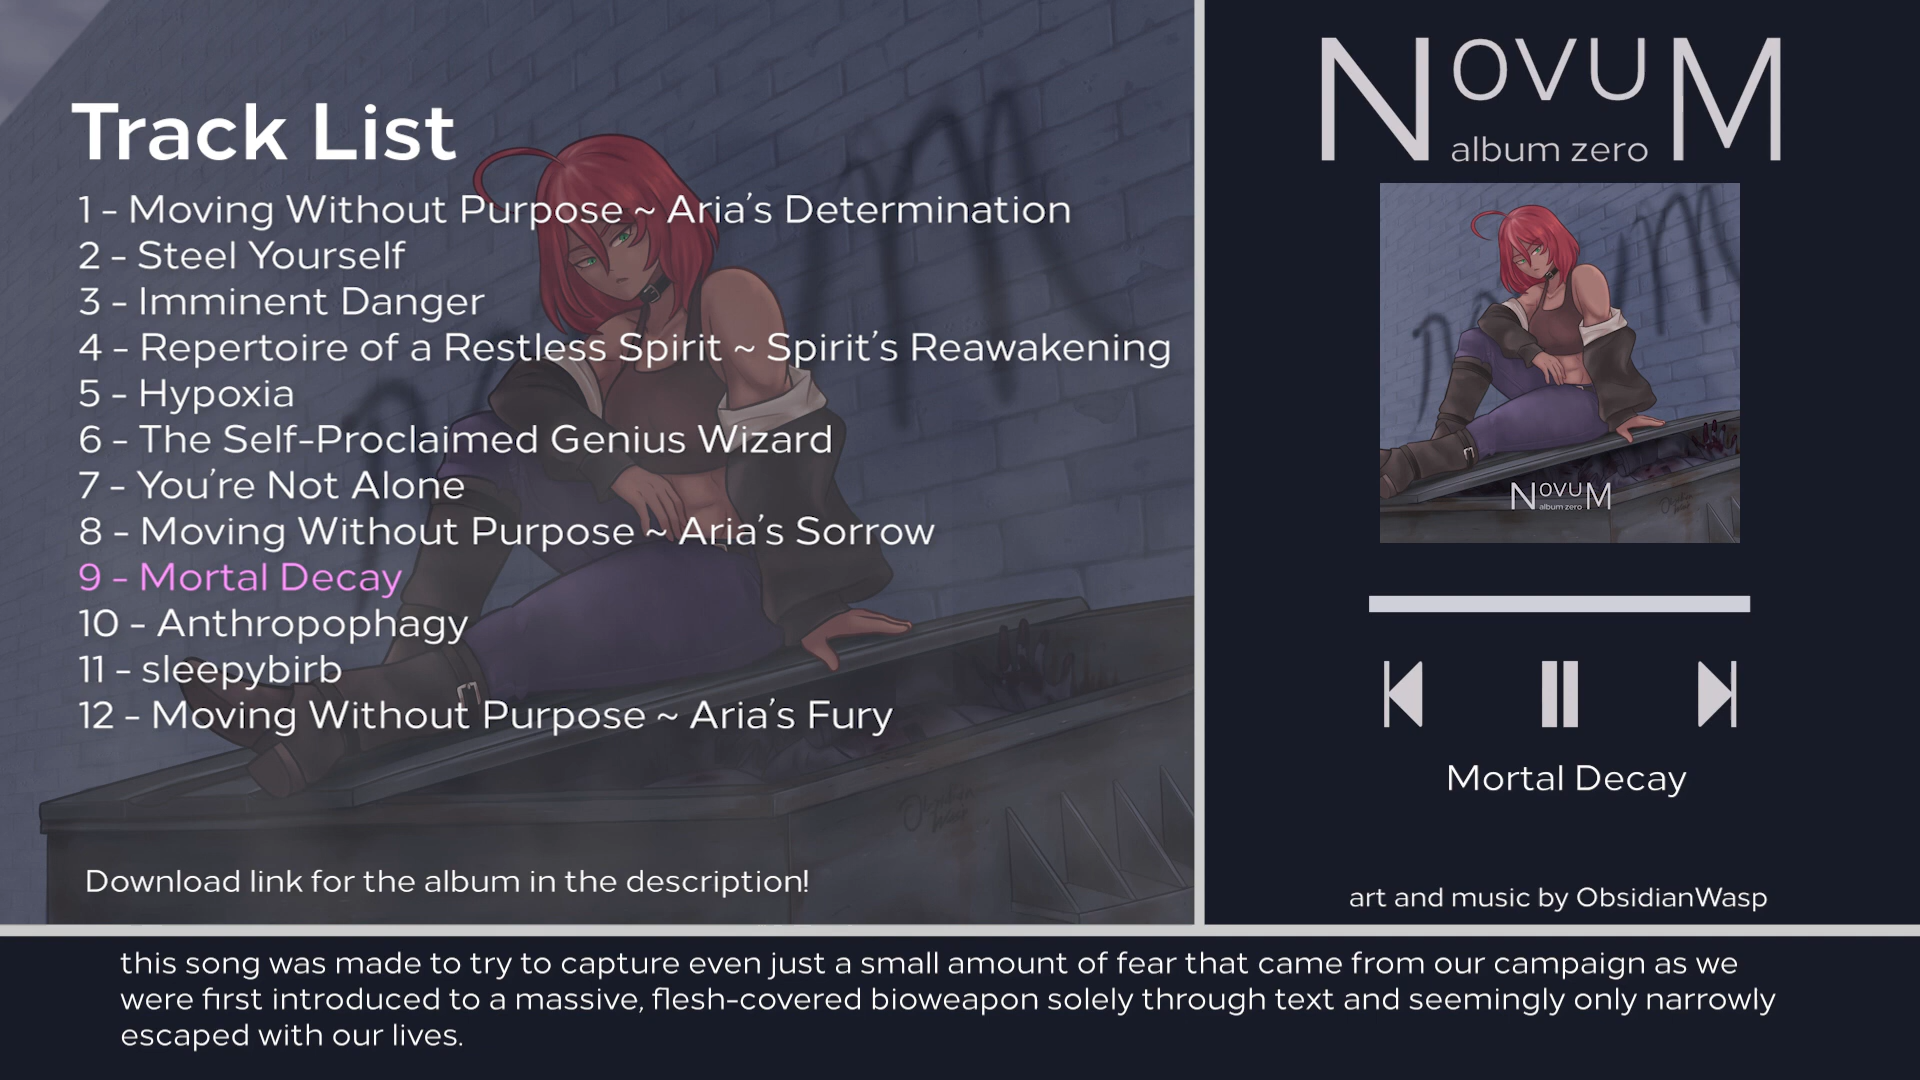 Track List
1 - Moving Without Purpose ~ Aria's Determination
2 - Steel Yourself
3 - Imminent Danger
4 - Repertoire of a Restless Spirit ~ Spirit's Reawakening
5 - Hypoxia
6 - The Self-Proclaimed Genius Wizard
7 - You're Not Alone
8 - Moving Without Purpose ~ Aria's Sorrow
9 - Mortal Decay
10 - Anthropophagy
11 - sleepybirb
12 - Moving Without Purpose ~ Aria's Fury
Download link for the album in the description!
NOVUM
album zero
NOVUM
album zero
Mortal Decay
art and music by ObsidianWasp
this song was made to try to capture even just a small amount of fear that came from our campaign as we
were first introduced to a massive, flesh-covered bioweapon solely through text and seemingly only narrowly
escaped with our lives.